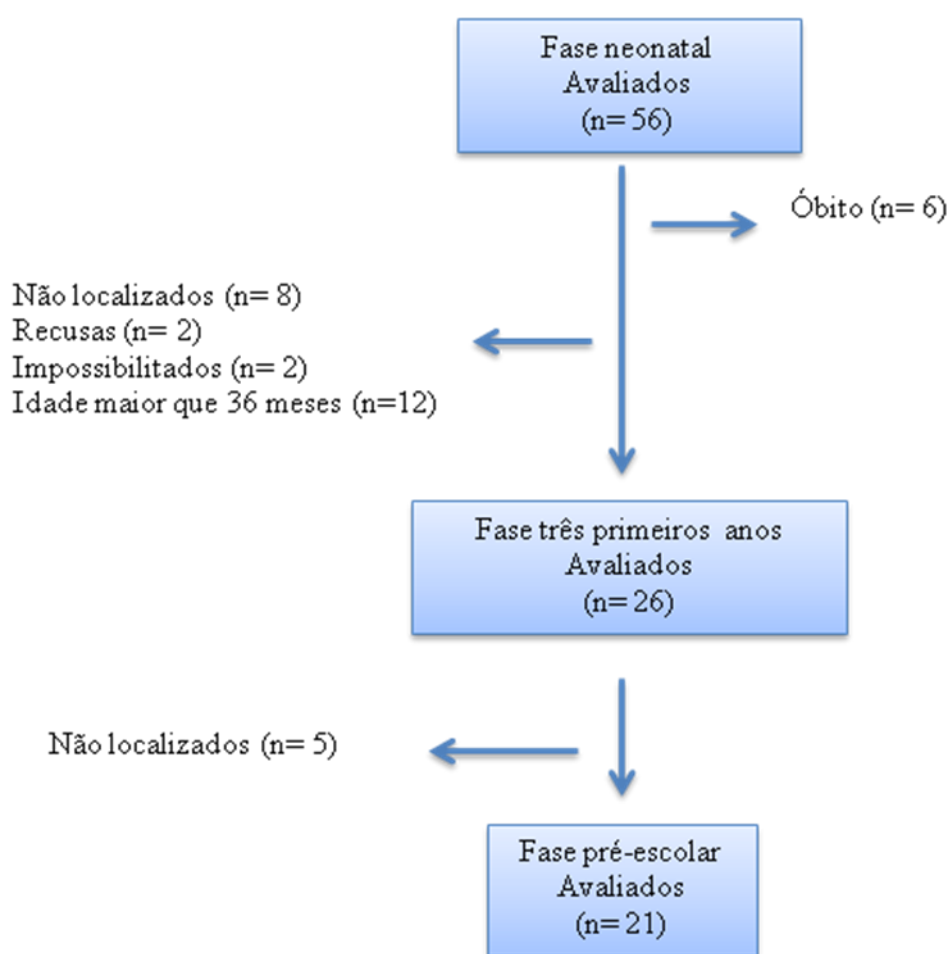 Fase neonatal
Avaliados
(n= 56)
Óbito (n= 6)
Não localizados (n= 8)
Recusas (n= 2)
Impossibilitados (n= 2)
Idade maior que 36 meses (n=12)
Fase três primeiros anos
Avaliados
(n= 26)
Não localizados (n= 5)
Fase pré-escolar
Avaliados
(n= 21)